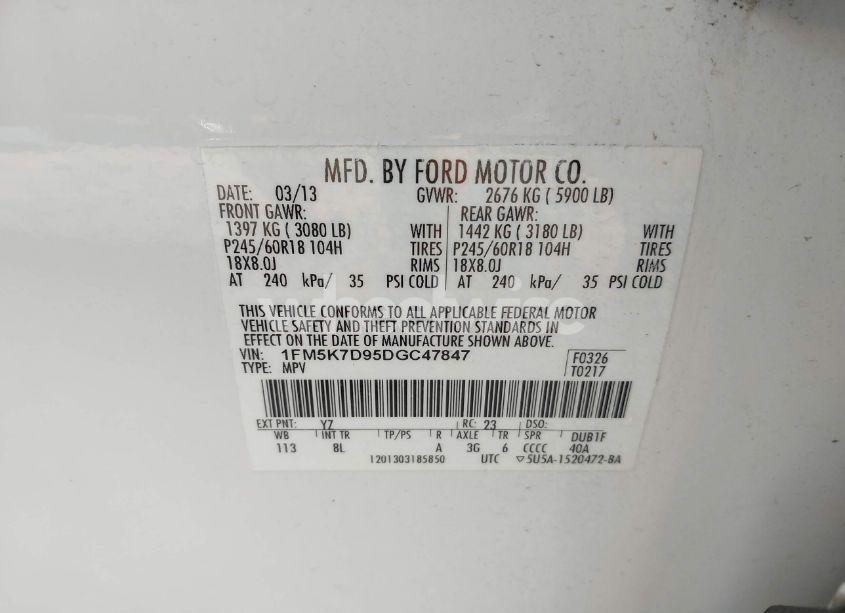 MFD. BY FORD MOTOR CO.
DATE: 03/13 GVWR: 2676 KG ( 5900 LB)
FRONT GAWR: REAR GAWR:
1397 KG ( 3080 LB) WITH 1442 KG ( 3180 LB) WITH
P245/60R18 104H TIRES P245/60R18 104H TIRES
18X8.0J RIMS 18X8.0J RIMS
AT 240 kPa/ 35 PSI COLD AT 240 kPa/ 35 PSI COLD
THIS VEHICLE CONFORMS TO ALL APPLICABLE FEDERAL MOTOR
VEHICLE SAFETY AND THEFT PREVENTION STANDARDS IN
EFFECT ON THE DATE OF MANUFACTURE SHOWN ABOVE.
VIN: 1FM5K7D95DGC47847 F0326
TYPE: MPV T0217
EXT PNT: YZ RC: 23 DSO:
WB INT TR TP/PS R AXLE TR SPR DUB1F
113 8L A 3G 6 CCCC 40A
1201303185850 UTC ▽5U5A-1520472-BA